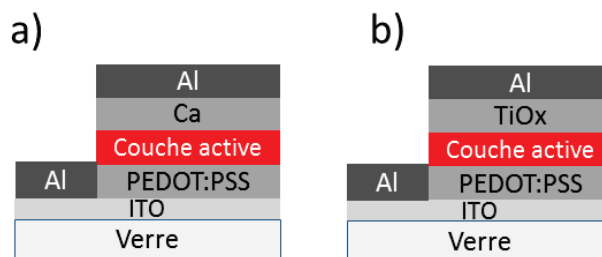 a)
Al
Ca
Couche active
Al PEDOT:PSS
ITO
Verre
b)
Al
TiOx
Couche active
Al PEDOT:PSS
ITO
Verre